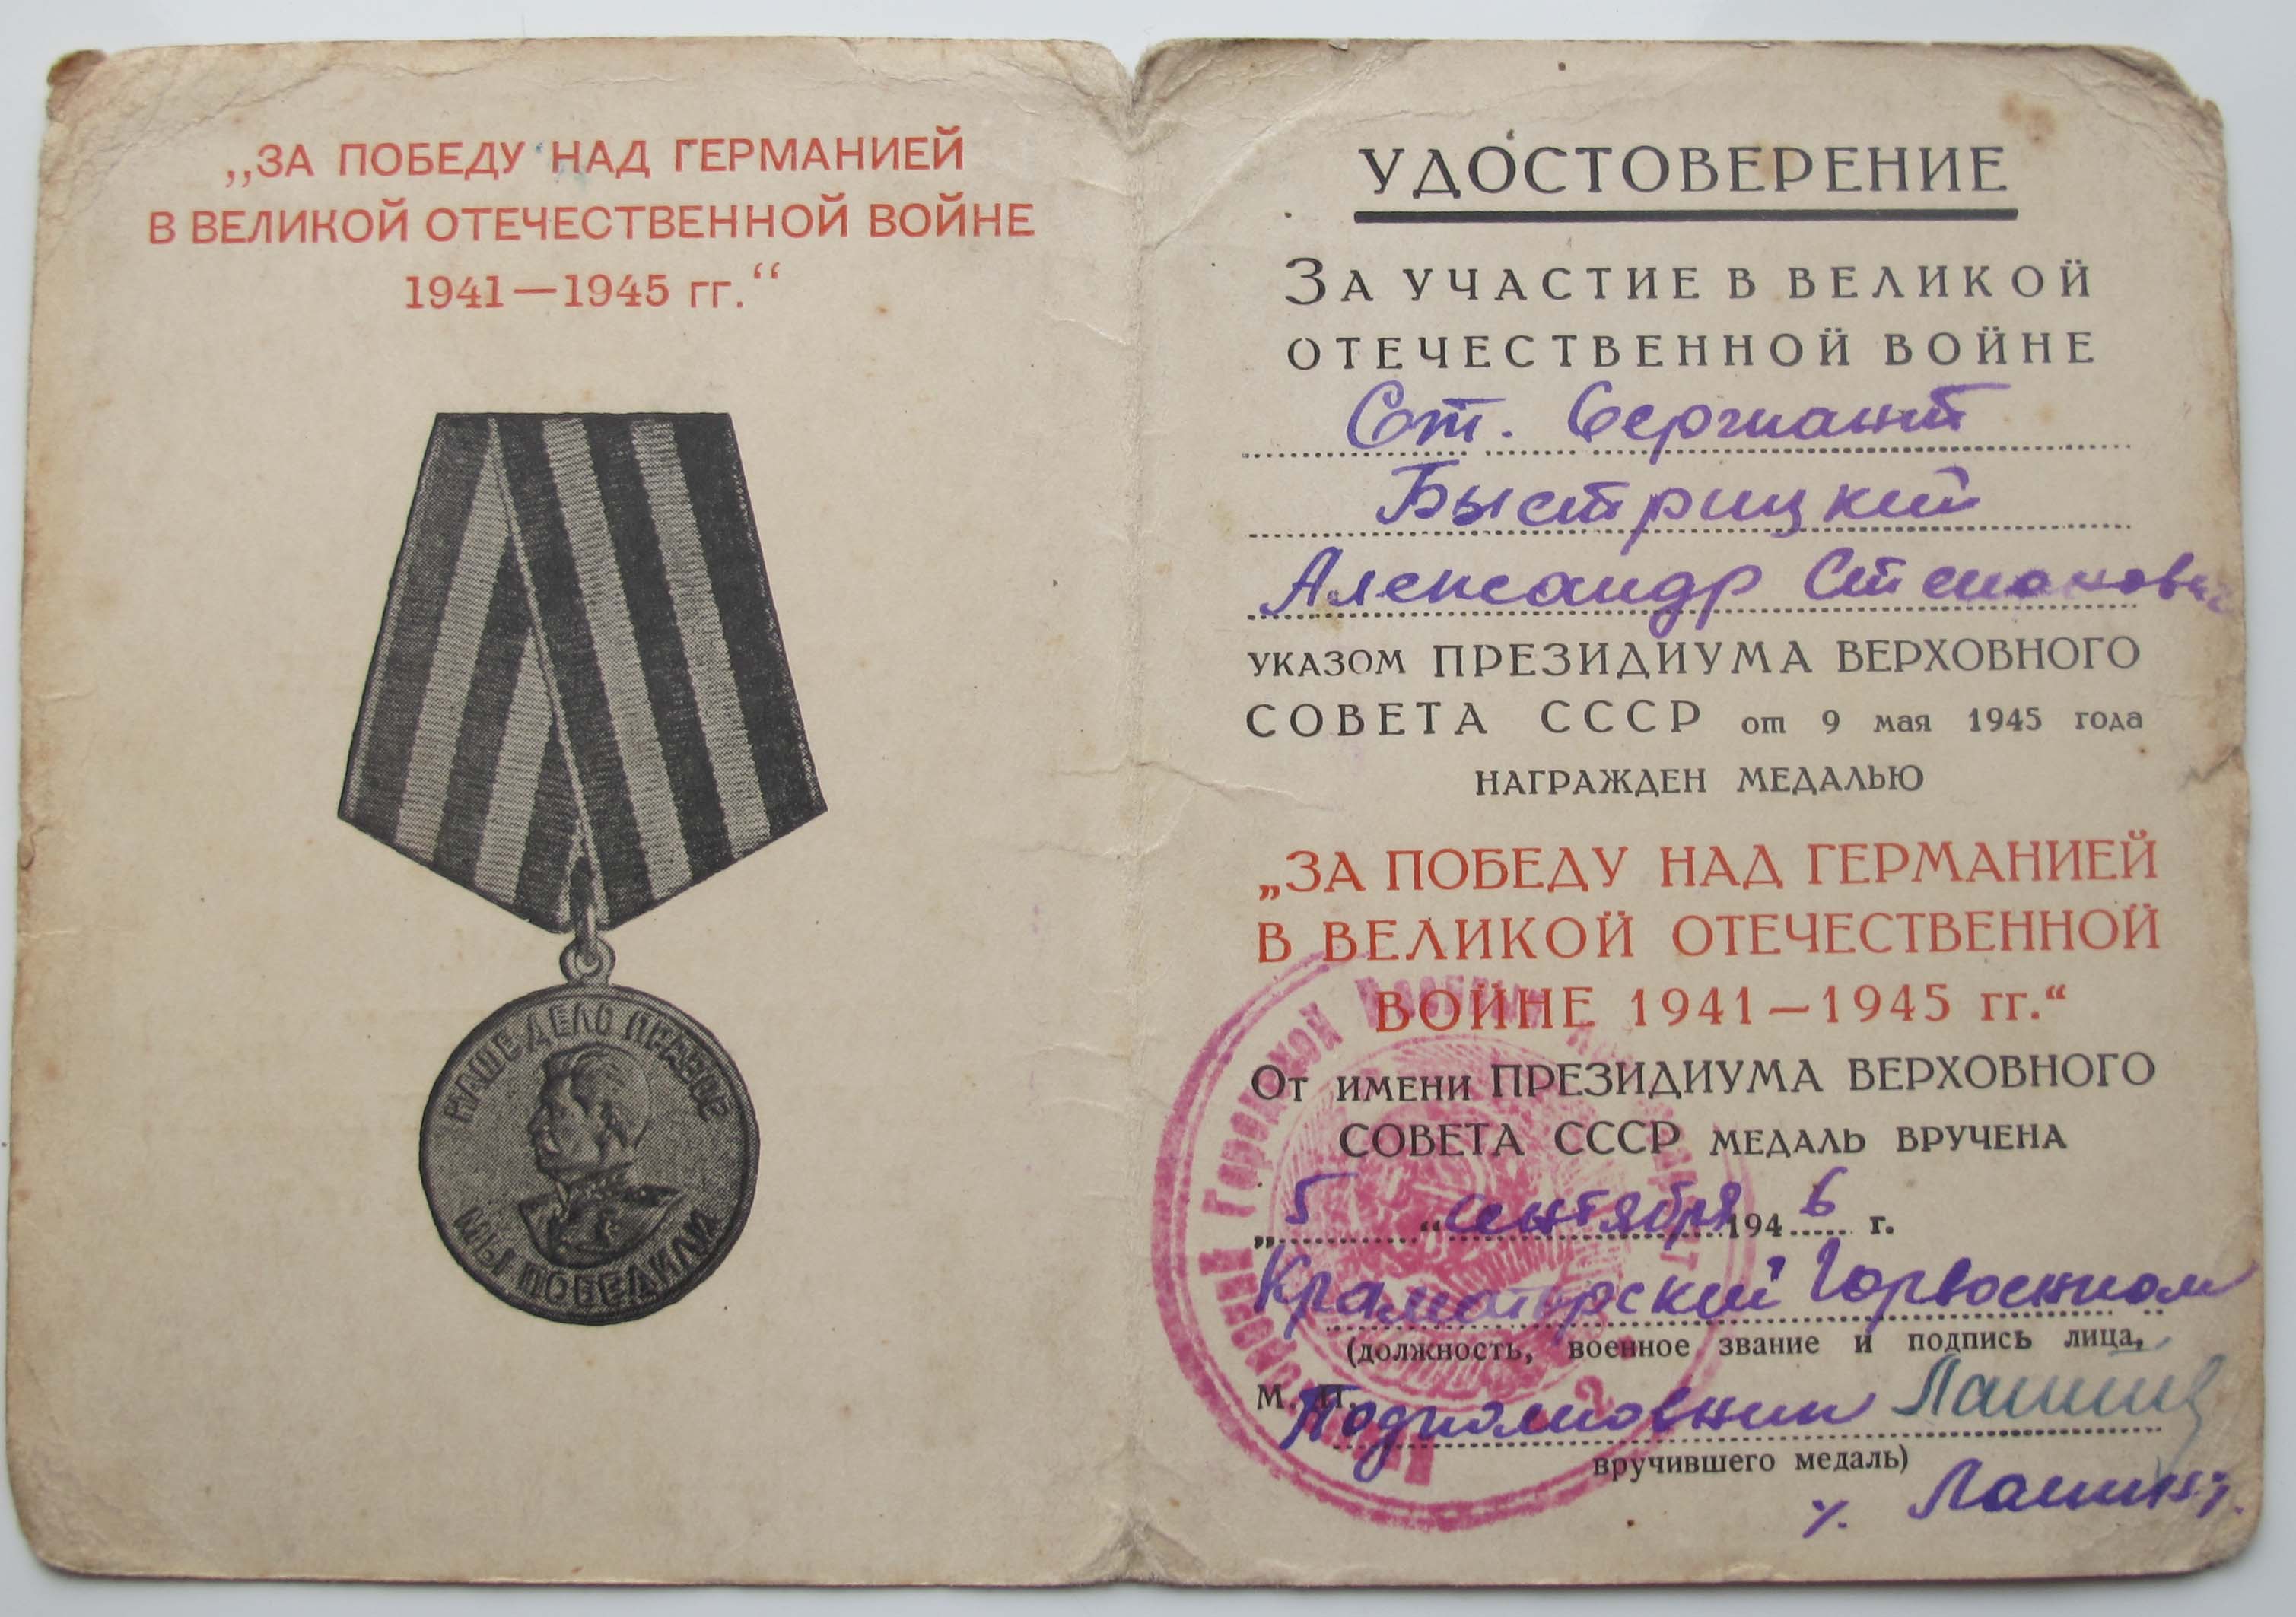 „ЗА ПОБЕДУ НАД ГЕРМАНИЕЙ
В ВЕЛИКОЙ ОТЕЧЕСТВЕННОЙ ВОЙНЕ
1941—1945 гг.“
НАШЕ ДЕЛО ПРАВОЕ
МЫ ПОБЕДИЛИ
УДОСТОВЕРЕНИЕ
ЗА УЧАСТИЕ В ВЕЛИКОЙ
ОТЕЧЕСТВЕННОЙ ВОЙНЕ
Ст. Сержант
Быстрицкий
Александр Степанович
УКАЗОМ ПРЕЗИДИУМА ВЕРХОВНОГО
СОВЕТА СССР от 9 мая 1945 года
НАГРАЖДЕН МЕДАЛЬЮ
„ЗА ПОБЕДУ НАД ГЕРМАНИЕЙ
В ВЕЛИКОЙ ОТЕЧЕСТВЕННОЙ
ВОЙНЕ 1941—1945 гг.“
ОТ ИМЕНИ ПРЕЗИДИУМА ВЕРХОВНОГО
СОВЕТА СССР МЕДАЛЬ ВРУЧЕНА
„5“ сентября 1946 г.
Краматорский Горвоенком
(должность, военное звание и подпись лица,
М. П. Подполковник
вручившего медаль)